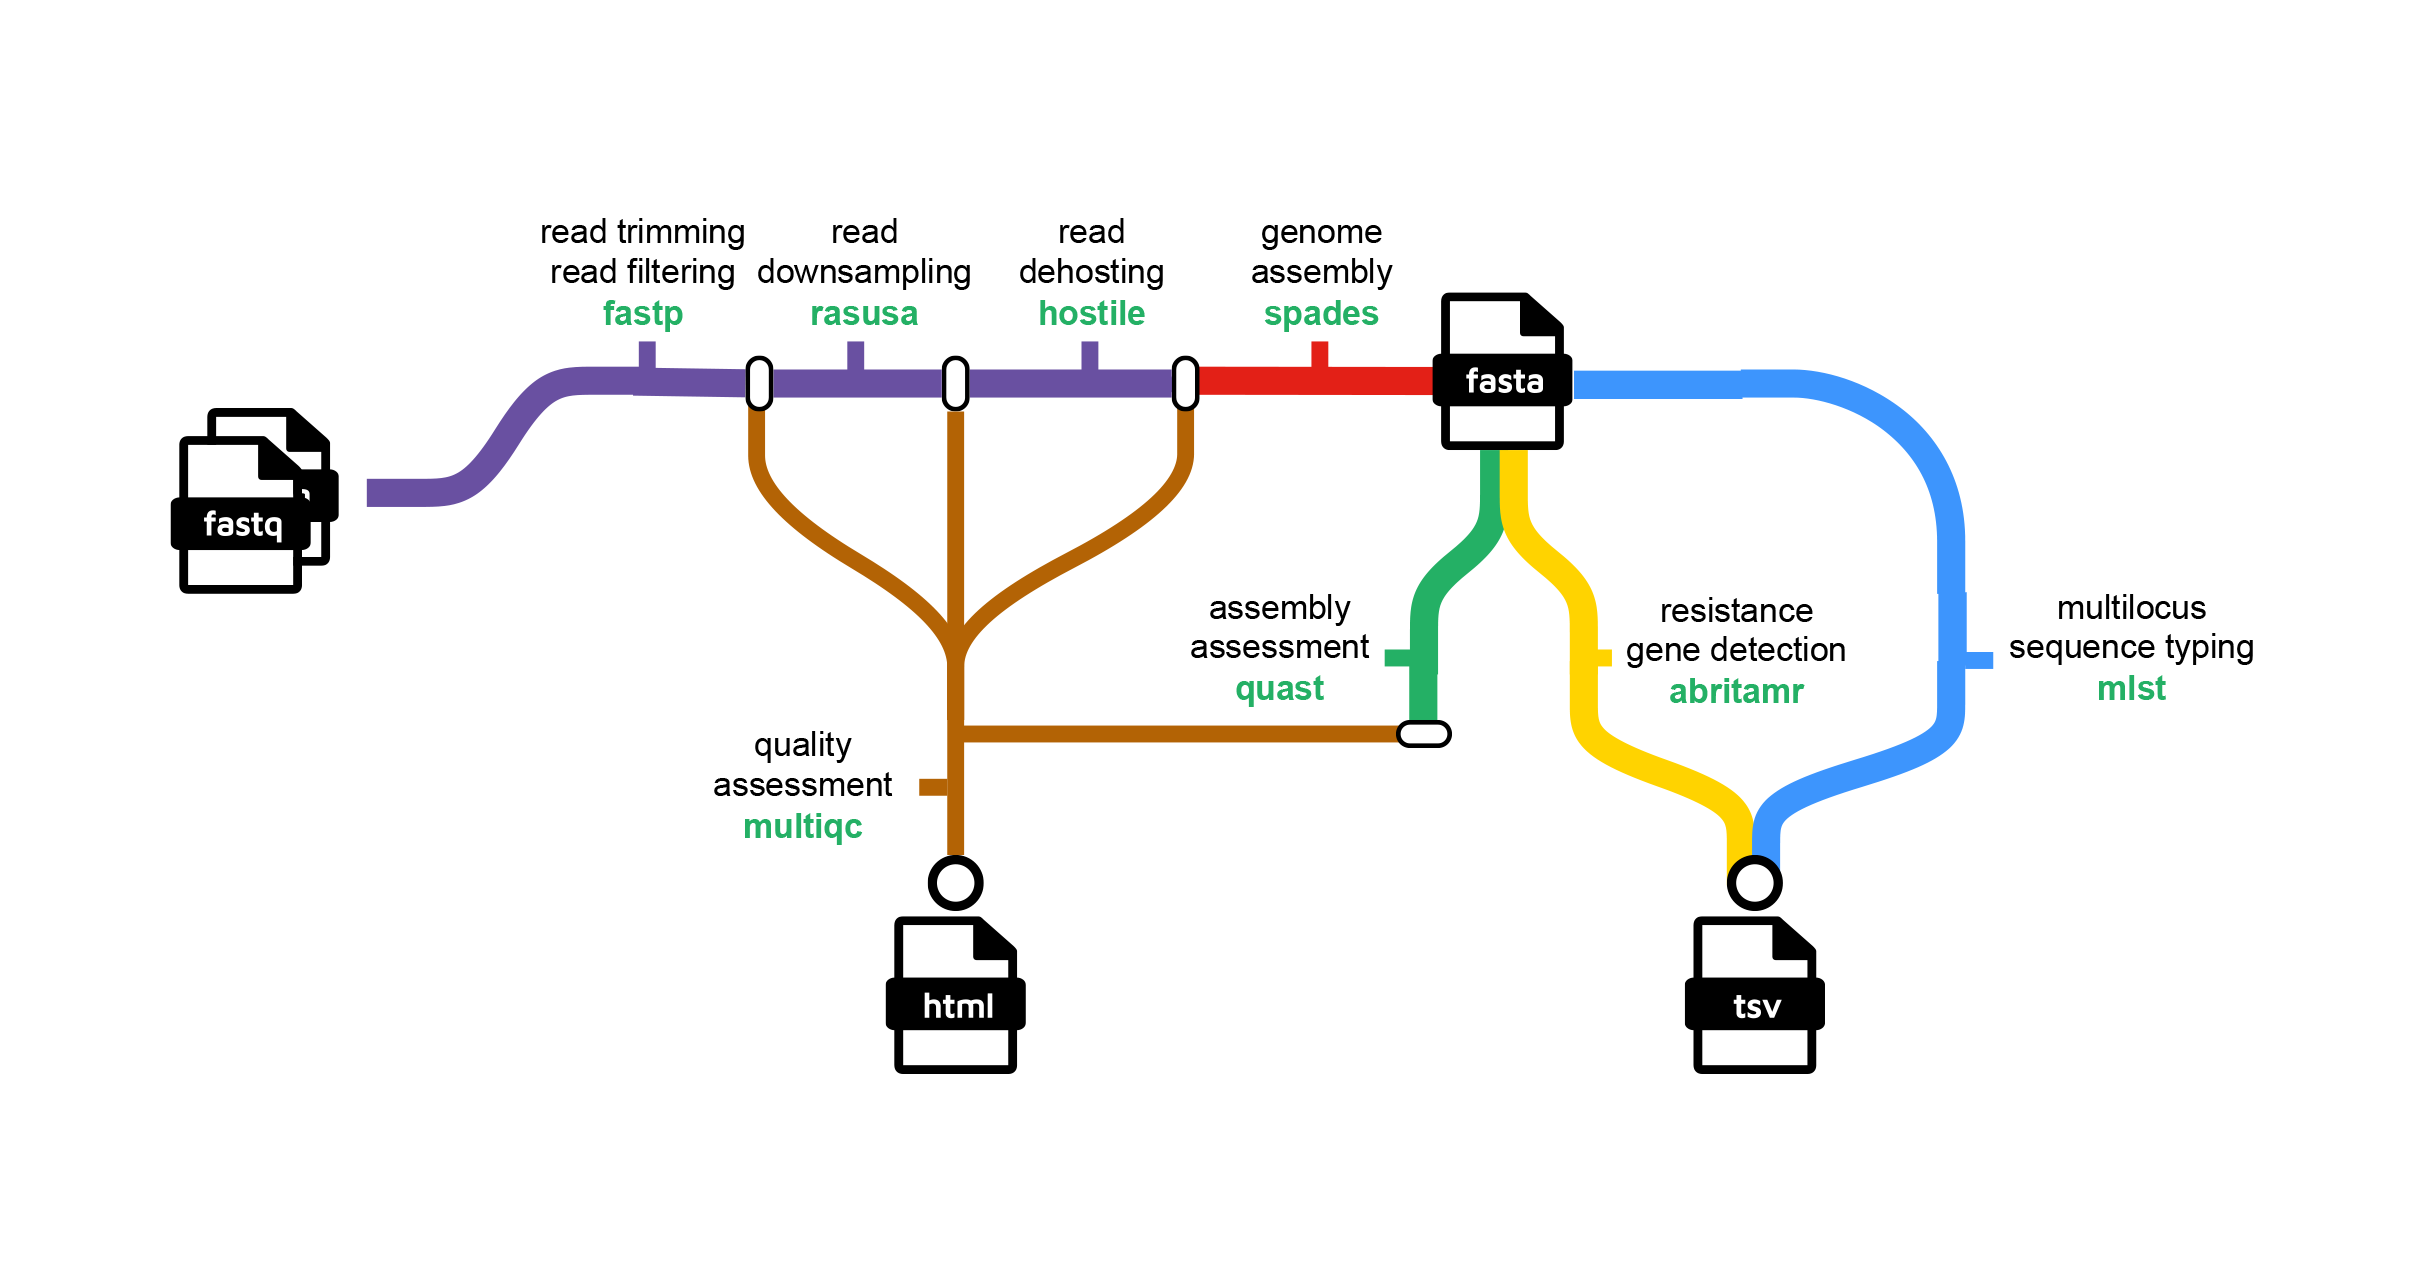 read trimming
read filtering
fastp
read
downsampling
rasusa
read
dehosting
hostile
genome
assembly
spades
fasta
fastq
assembly
assessment
quast
resistance
gene detection
abritamr
multilocus
sequence typing
mlst
quality
assessment
multiqc
html
tsv